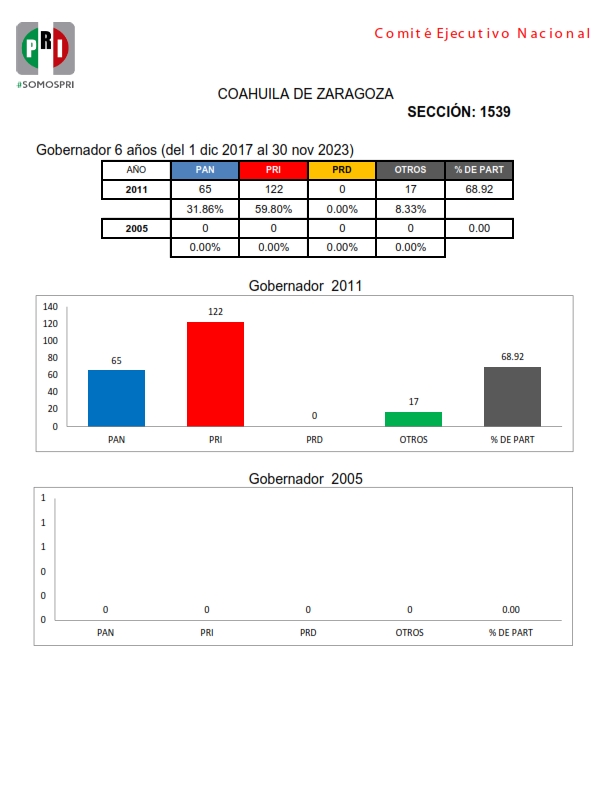 PRI
#SOMOSPRI
Comité Ejecutivo Nacional
COAHUILA DE ZARAGOZA
SECCIÓN: 1539
Gobernador 6 años (del 1 dic 2017 al 30 nov 2023)
AÑO PAN PRI PRD OTROS % DE PART
2011 65 122 0 17 68.92
31.86% 59.80% 0.00% 8.33%
2005 0 0 0 0 0.00
0.00% 0.00% 0.00% 0.00%
Gobernador 2011
140
120
100
80
60
40
20
0
65 122 0 17 68.92
PAN PRI PRD OTROS % DE PART
Gobernador 2005
1
1
1
0
0
0
0 0 0 0 0.00
PAN PRI PRD OTROS % DE PART